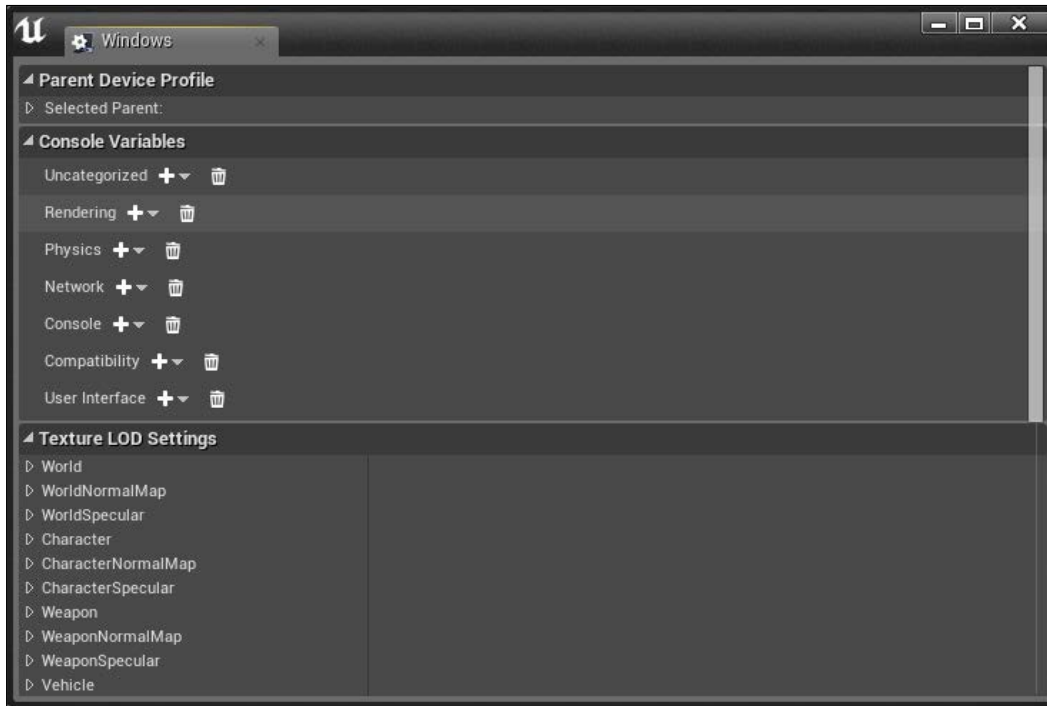 Windows
Parent Device Profile
Selected Parent:
Console Variables
Uncategorized
Rendering
Physics
Network
Console
Compatibility
User Interface
Texture LOD Settings
World
WorldNormalMap
WorldSpecular
Character
CharacterNormalMap
CharacterSpecular
Weapon
WeaponNormalMap
WeaponSpecular
Vehicle